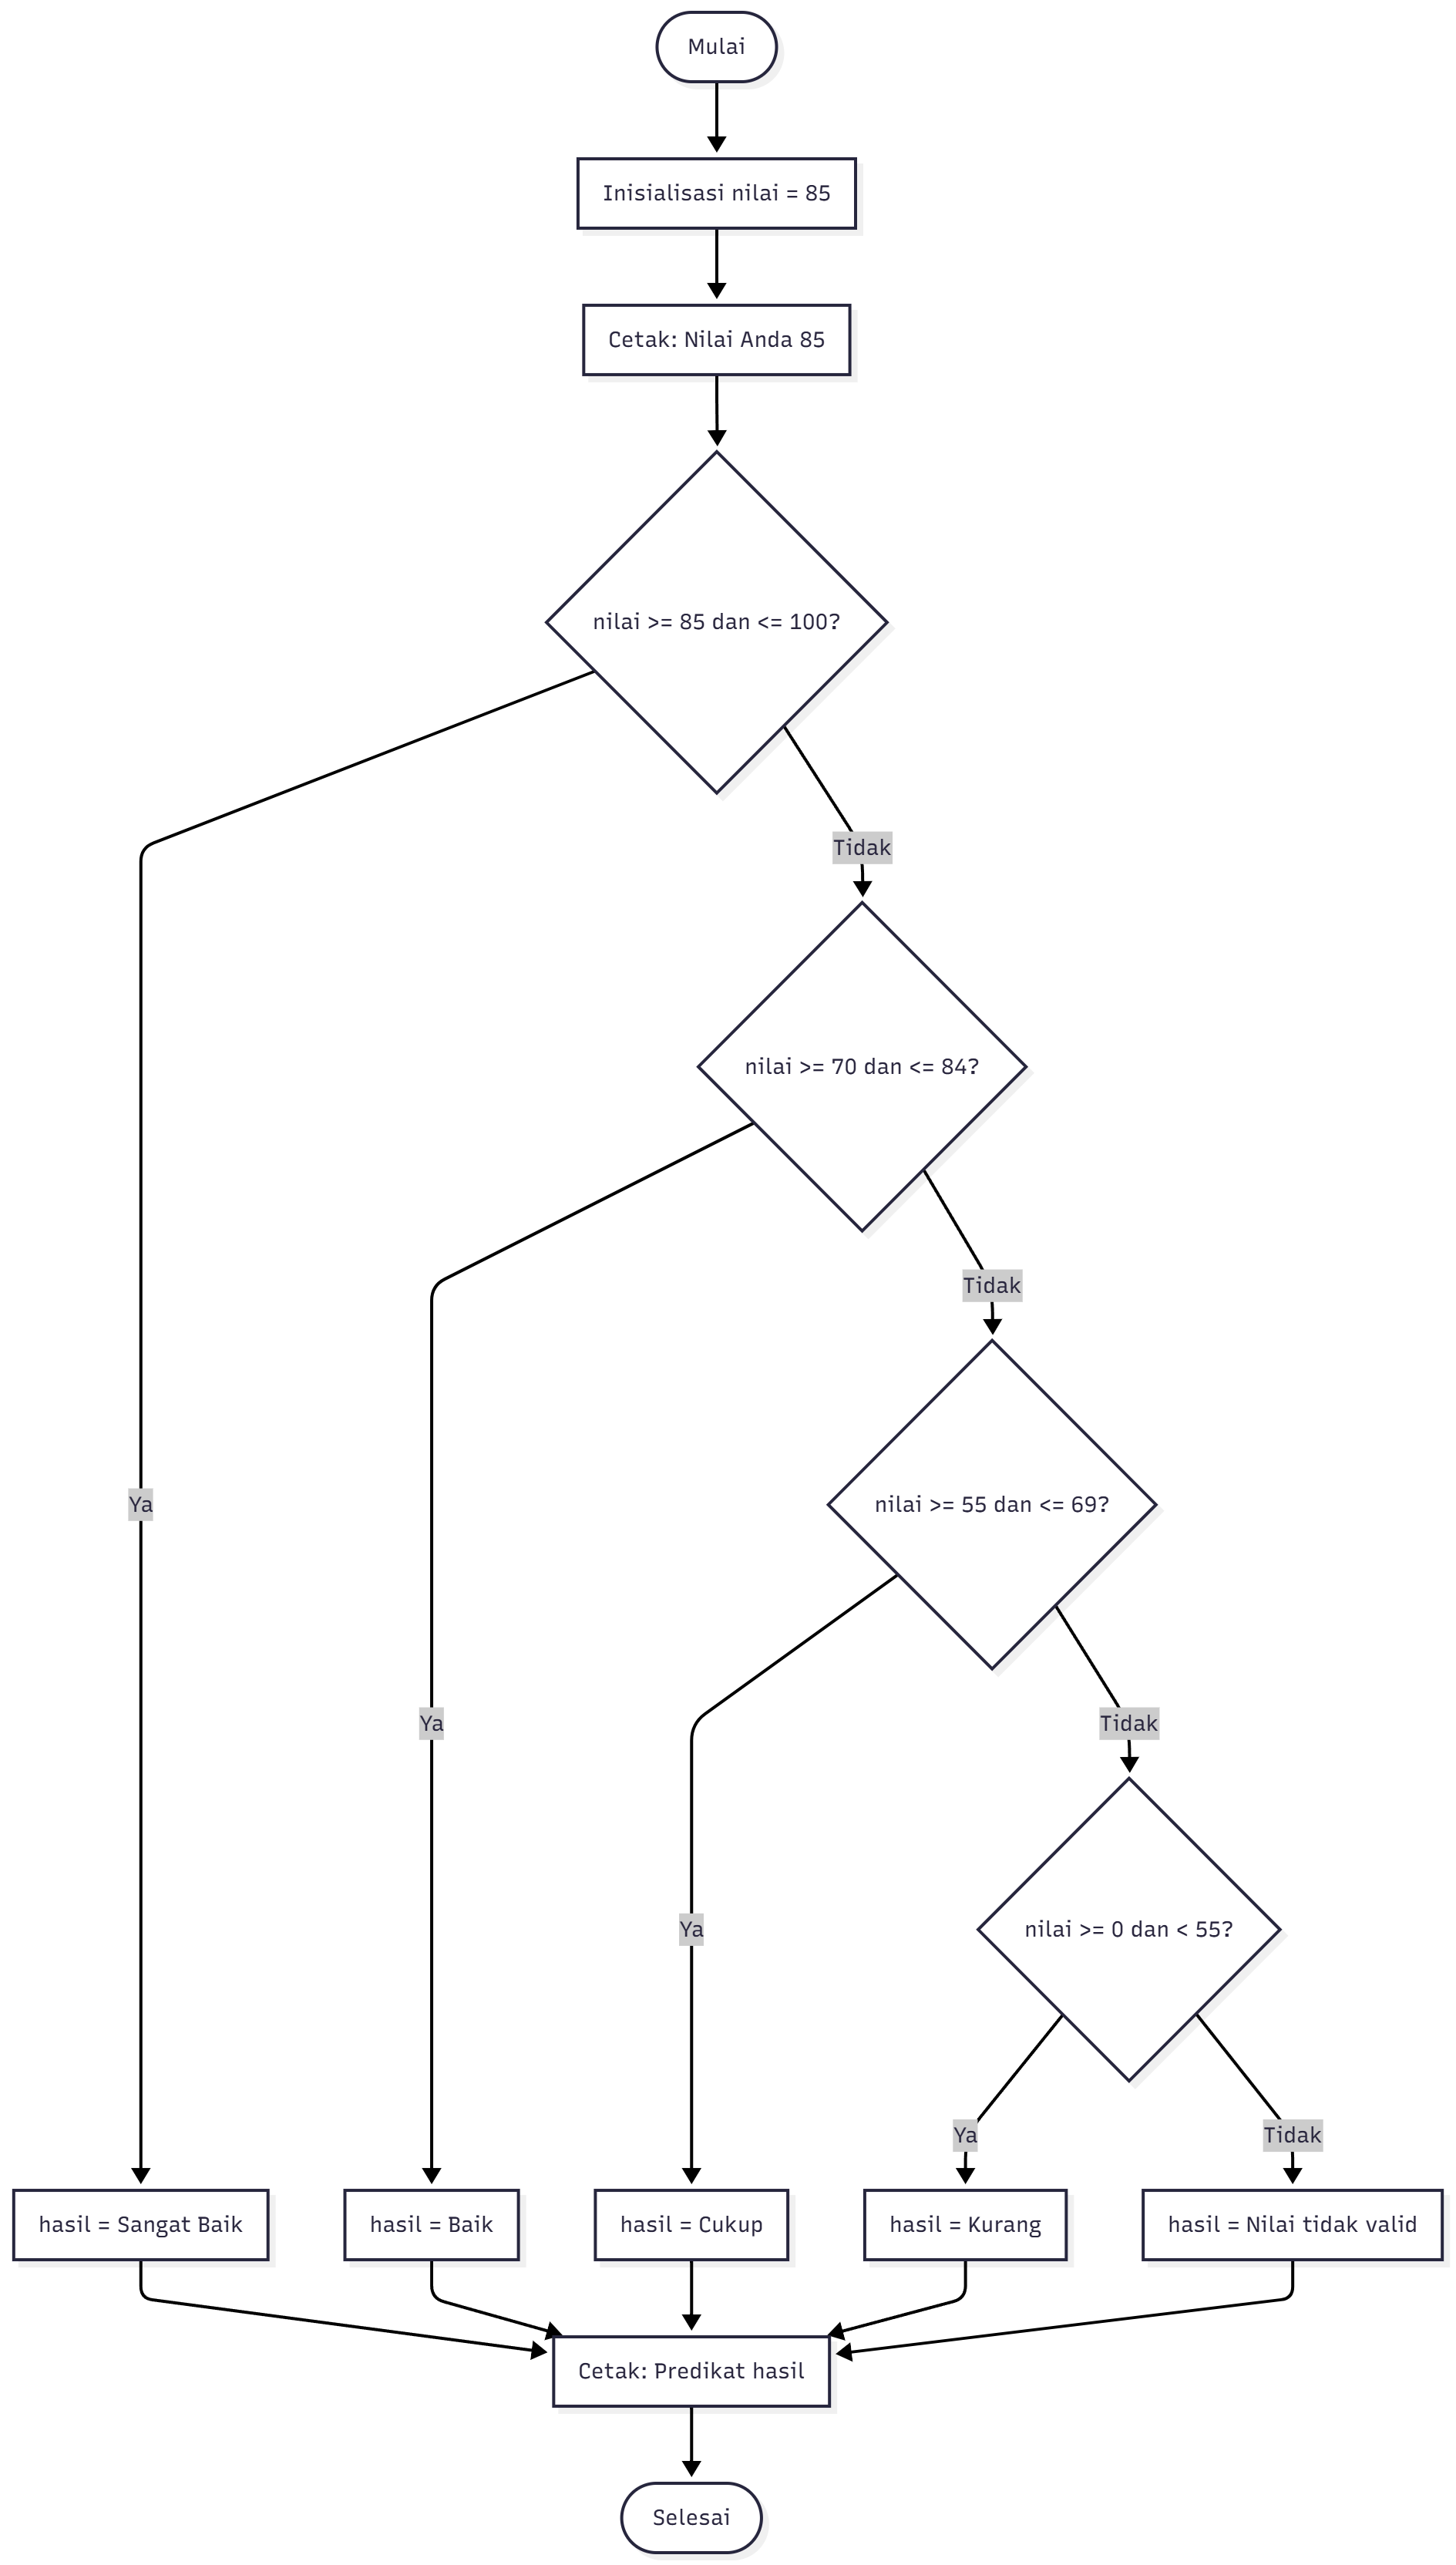 Mulai
Inisialisasi nilai = 85
Cetak: Nilai Anda 85
nilai >= 85 dan <= 100?
Tidak
nilai >= 70 dan <= 84?
Tidak
nilai >= 55 dan <= 69?
Ya
Ya
Tidak
Ya
nilai >= 0 dan < 55?
Ya
Tidak
hasil = Sangat Baik
hasil = Baik
hasil = Cukup
hasil = Kurang
hasil = Nilai tidak valid
Cetak: Predikat hasil
Selesai